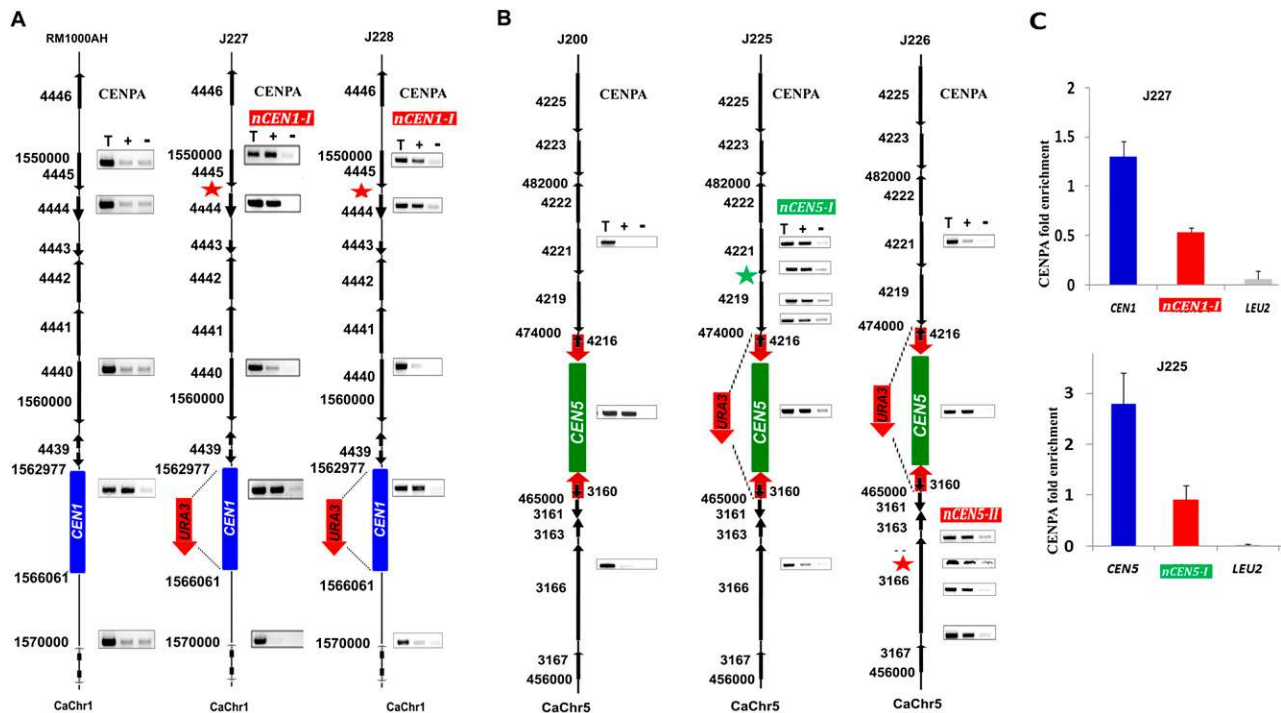 A
RM1000AH
J227
J228
4446
4446
4446
CENPA
CENPA
CENPA
nCEN1-I
nCEN1-I
T + -
T + -
T + -
1550000
1550000
1550000
4445
4445
4445
4444
4444
4444
4443
4443
4443
4442
4442
4442
4441
4441
4441
4440
4440
4440
1560000
1560000
1560000
4439
4439
4439
1562977
1562977
1562977
CEN1
URA3
CEN1
URA3
CEN1
1566061
1566061
1566061
1570000
1570000
1570000
CaChr1
CaChr1
CaChr1
B
J200
J225
J226
CENPA
CENPA
CENPA
4225
4225
4225
4223
4223
4223
482000
482000
482000
4222
4222
4222
nCEN5-I
T + -
T + -
T + -
4221
4221
4221
4219
4219
4219
474000
474000
474000
4216
4216
4216
CEN5
URA3
CEN5
URA3
CEN5
465000
465000
465000
3160
3160
3160
3161
3161
3161
3163
3163
3163
nCEN5-II
--
3166
3166
3166
3167
3167
3167
456000
456000
456000
CaChr5
CaChr5
CaChr5
C
J227
CENPA fold enrichment
2
1.5
1
0.5
0
CEN1
nCEN1-I
LEU2
J225
CENPA fold enrichment
3
2
1
0
CEN5
nCEN5-I
LEU2